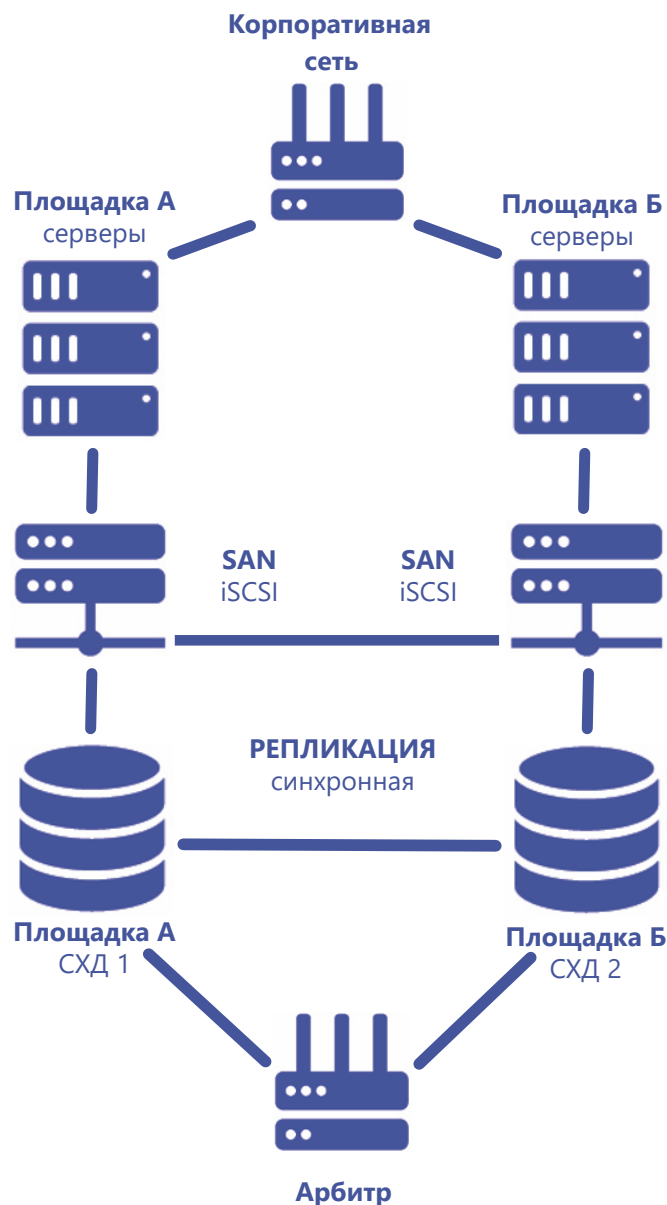 Корпоративная
сеть
Площадка А
серверы
Площадка Б
серверы
SAN
iSCSI
SAN
iSCSI
РЕПЛИКАЦИЯ
синхронная
Площадка А
СХД 1
Площадка Б
СХД 2
Арбитр